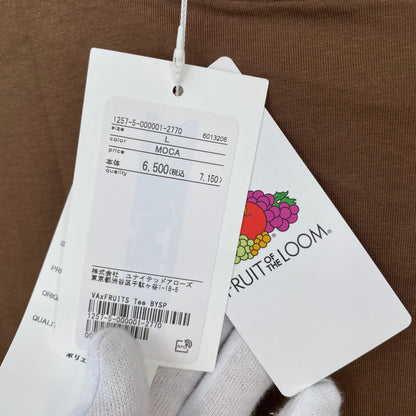 1257-5-000001-2770
size L 6013206
color MOCA
price
本体 6,500(税込 7,150)
quality
株式会社 ユナイテッドアローズ
東京都渋谷区千駄ヶ谷1-18-5
VAxFRUITS Tee BYSP
1257-5-000001-2770
FRUIT OF THE LOOM®